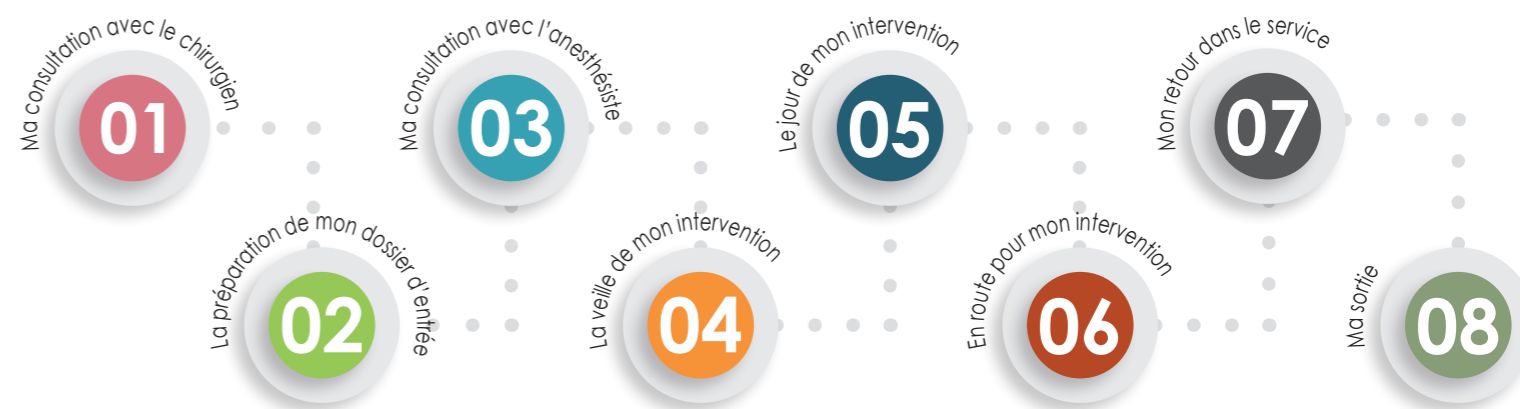 Ma consultation avec le chirurgien
01
La préparation de mon dossier d'entrée
02
Ma consultation avec l'anesthésiste
03
La veille de mon intervention
04
Le jour de mon intervention
05
En route pour mon intervention
06
Mon retour dans le service
07
Ma sortie
08